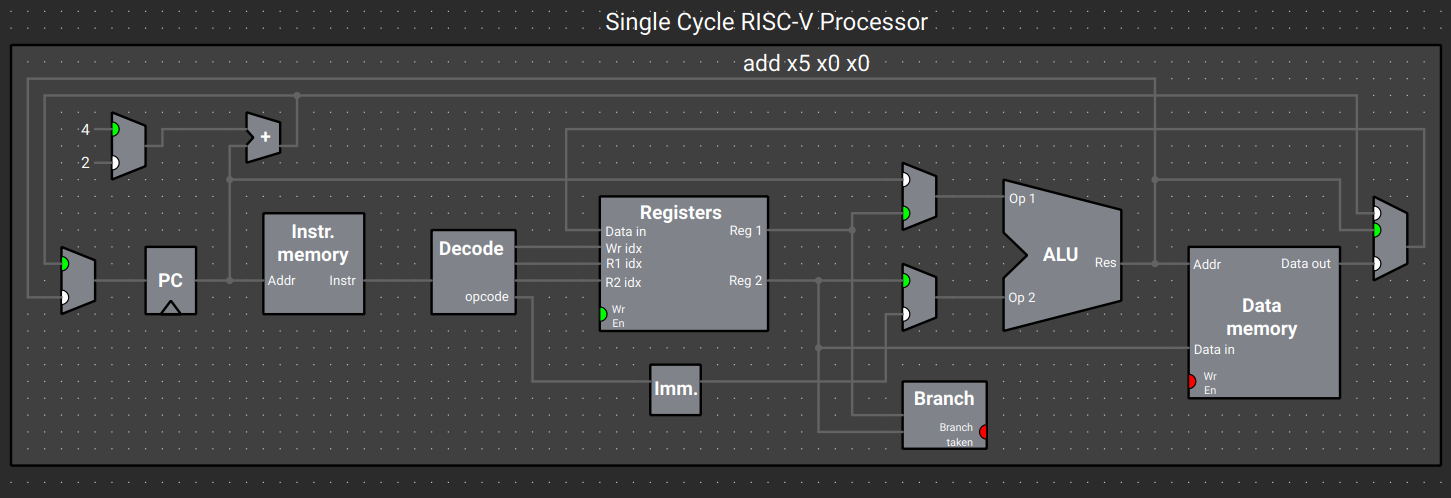 Single Cycle RISC-V Processor
add x5 x0 x0
4
2
+
PC
Instr.
memory
Addr
Instr
Decode
opcode
Registers
Data in
Wr idx
R1 idx
R2 idx
Wr
En
Reg 1
Reg 2
Imm.
Op 1
Op 2
ALU
Res
Branch
Branch
taken
Addr
Data out
Data
memory
Data in
Wr
En